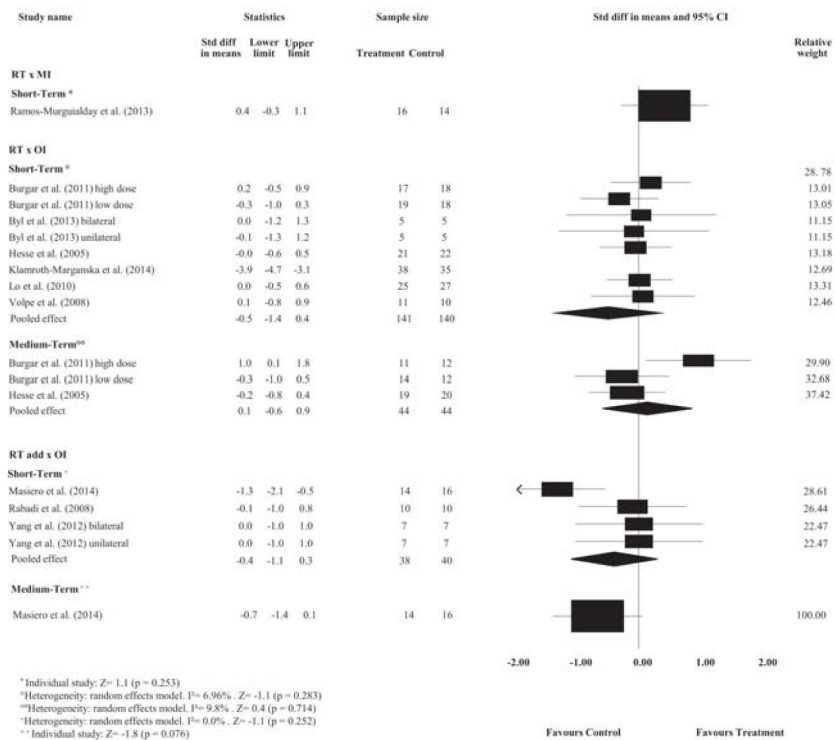 Study name Statistics Sample size Std diff in means and 95% CI
Std diff in means Lower limit Upper limit Treatment Control Relative weight
RT x MI
Short-Term *
Ramos-Murguialday et al. (2013) 0.4 -0.3 1.1 16 14
RT x OI
Short-Term #
28.78
Burgar et al. (2011) high dose 0.2 -0.5 0.9 17 18 13.01
Burgar et al. (2011) low dose -0.3 -1.0 0.3 19 18 13.05
Byl et al. (2013) bilateral 0.0 -1.2 1.3 5 5 11.15
Byl et al. (2013) unilateral -0.1 -1.3 1.2 5 5 11.15
Hesse et al. (2005) -0.0 -0.6 0.5 21 22 13.18
Klamroth-Marganska et al. (2014) -3.9 -4.7 -3.1 38 35 12.69
Lo et al. (2010) 0.0 -0.5 0.6 25 27 13.31
Volpe et al. (2008) 0.1 -0.8 0.9 11 10 12.46
Pooled effect -0.5 -1.4 0.4 141 140
Medium-Term##
Burgar et al. (2011) high dose 1.0 0.1 1.8 11 12 29.90
Burgar et al. (2011) low dose -0.3 -1.0 0.5 14 12 32.68
Hesse et al. (2005) -0.2 -0.8 0.4 19 20 37.42
Pooled effect 0.1 -0.6 0.9 44 44
RT add x OI
Short-Term +
Masiero et al. (2014) -1.3 -2.1 -0.5 14 16 28.61
Rabadi et al. (2008) -0.1 -1.0 0.8 10 10 26.44
Yang et al. (2012) bilateral 0.0 -1.0 1.0 7 7 22.47
Yang et al. (2012) unilateral 0.0 -1.0 1.0 7 7 22.47
Pooled effect -0.4 -1.1 0.3 38 40
Medium-Term++
Masiero et al. (2014) -0.7 -1.4 0.1 14 16 100.00
-2.00 -1.00 0.00 1.00 2.00
Favours Control Favours Treatment
* Individual study: Z= 1.1 (p = 0.253)
#Heterogeneity: random effects model. I²= 6.96% . Z= -1.1 (p = 0.283)
##Heterogeneity: random effects model. I²= 9.8% . Z= 0.4 (p = 0.714)
+Heterogeneity: random effects model. I²= 0.0% . Z= -1.1 (p = 0.252)
++ Individual study: Z= -1.8 (p = 0.076)